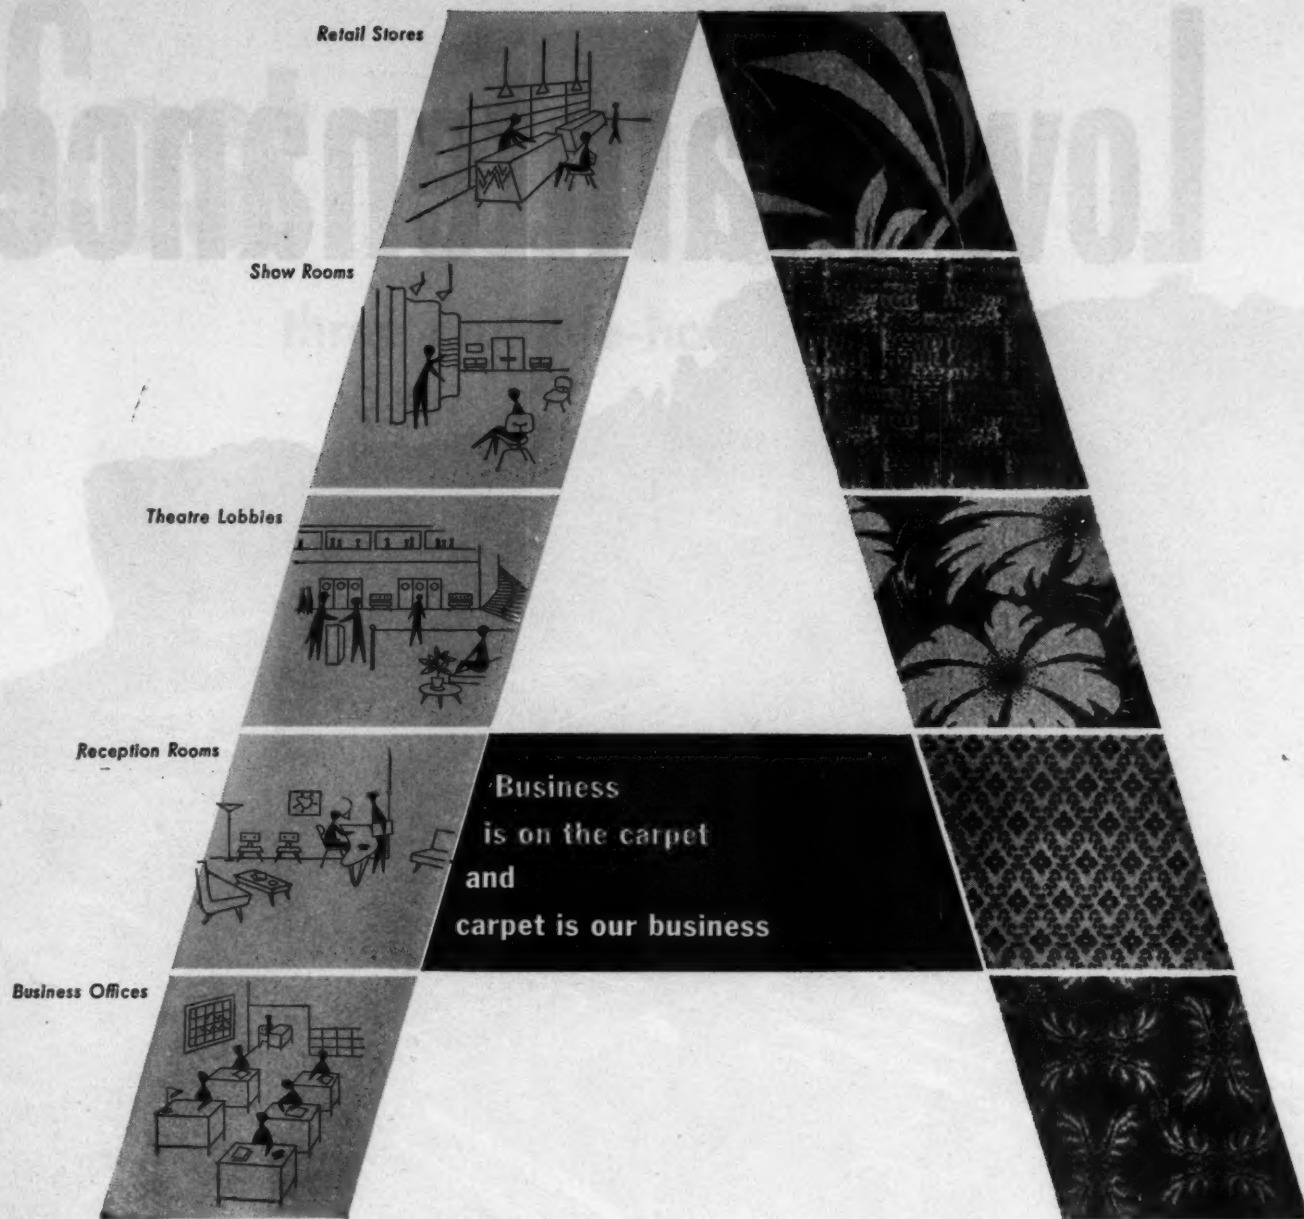 Retail Stores
Show Rooms
Theatre Lobbies
Reception Rooms
Business
is on the carpet
and
carpet is our business
Business Offices